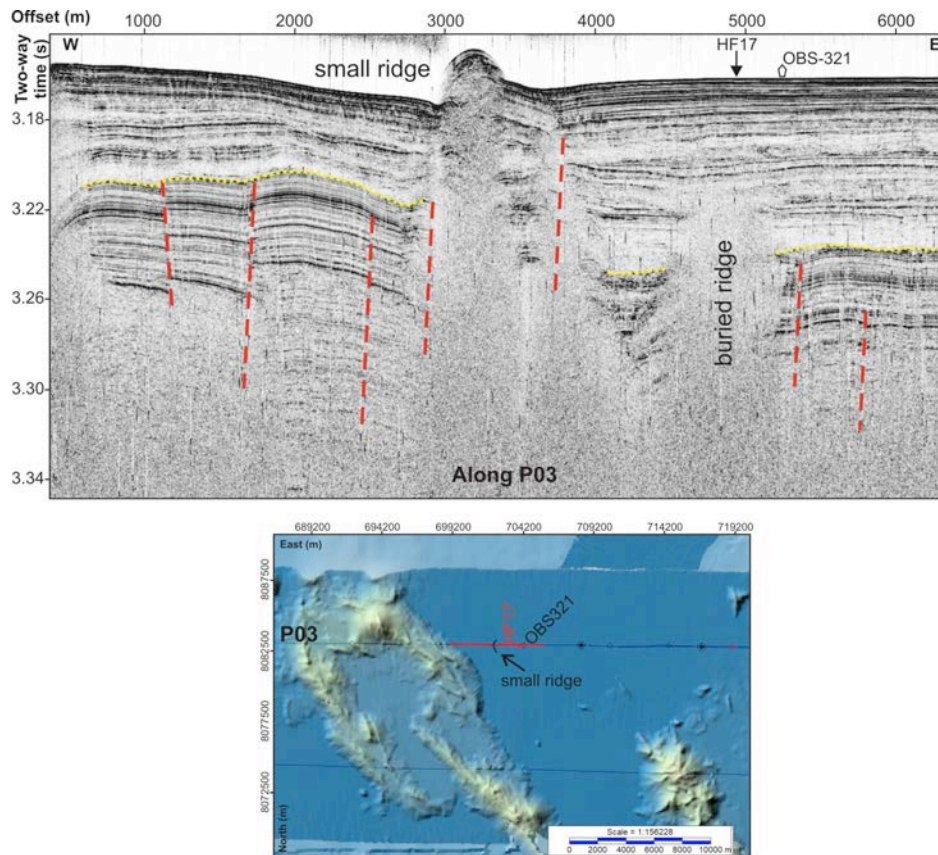 Offset (m) 1000 2000 3000 4000 5000 6000
W HF17 E
Two-way
time (s)
small ridge OBS-321
3.18
3.22
3.26
buried ridge
3.30
3.34
Along P03
689200 694200 699200 704200 709200 714200 719200
East (m)
8087500
P03 HF17 OBS321
8082500
small ridge
8077500
8072500
North (m)
Scale = 1:156228
0 2000 4000 6000 8000 10000 m